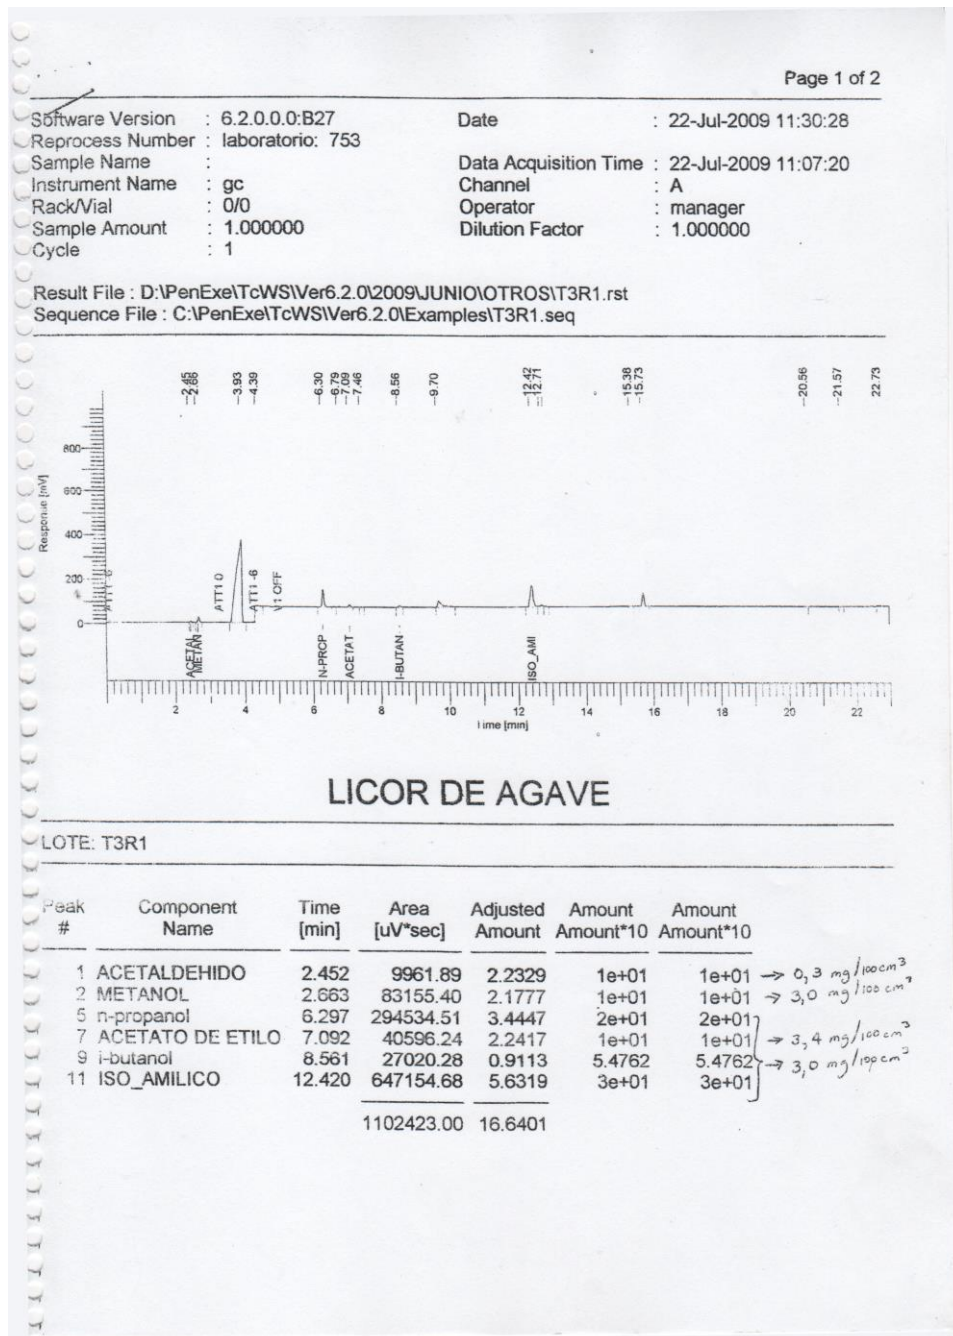 Page 1 of 2
Software Version : 6.2.0.0.0:B27 Date : 22-Jul-2009 11:30:28
Reprocess Number : laboratorio: 753
Sample Name : Data Acquisition Time : 22-Jul-2009 11:07:20
Instrument Name : gc Channel : A
Rack/Vial : 0/0 Operator : manager
Sample Amount : 1.000000 Dilution Factor : 1.000000
Cycle : 1
Result File : D:\PenExe\TcWS\Ver6.2.0\2009\JUNIO\OTROS\T3R1.rst
Sequence File : C:\PenExe\TcWS\Ver6.2.0\Examples\T3R1.seq
--2.45 --2.66 --3.93 --4.39 --6.30 --6.79 --7.09 --7.46 --8.56 --9.70 --12.42 --12.71 --15.38 --15.73 --20.56 --21.57 22.73
Response [mV]
800
600
400
200
0
ATT1 -6 ATT1 0 ATT1 -6 V1 OFF
ACETAL METAN - N-PROP - ACETAT - I-BUTAN - ISO_AMI
2 4 6 8 10 12 14 16 18 20 22
Time [min]
LICOR DE AGAVE
LOTE: T3R1
Peak Component Time Area Adjusted Amount Amount
# Name [min] [uV*sec] Amount Amount*10 Amount*10
1 ACETALDEHIDO 2.452 9961.89 2.2329 1e+01 1e+01 → 0,3 mg/100cm³
2 METANOL 2.663 83155.40 2.1777 1e+01 1e+01 → 3,0 mg/100 cm³
5 n-propanol 6.297 294534.51 3.4447 2e+01 2e+01
7 ACETATO DE ETILO 7.092 40596.24 2.2417 1e+01 1e+01 → 3,4 mg/100cm³
9 i-butanol 8.561 27020.28 0.9113 5.4762 5.4762 → 3,0 mg/100cm³
11 ISO_AMILICO 12.420 647154.68 5.6319 3e+01 3e+01
1102423.00 16.6401